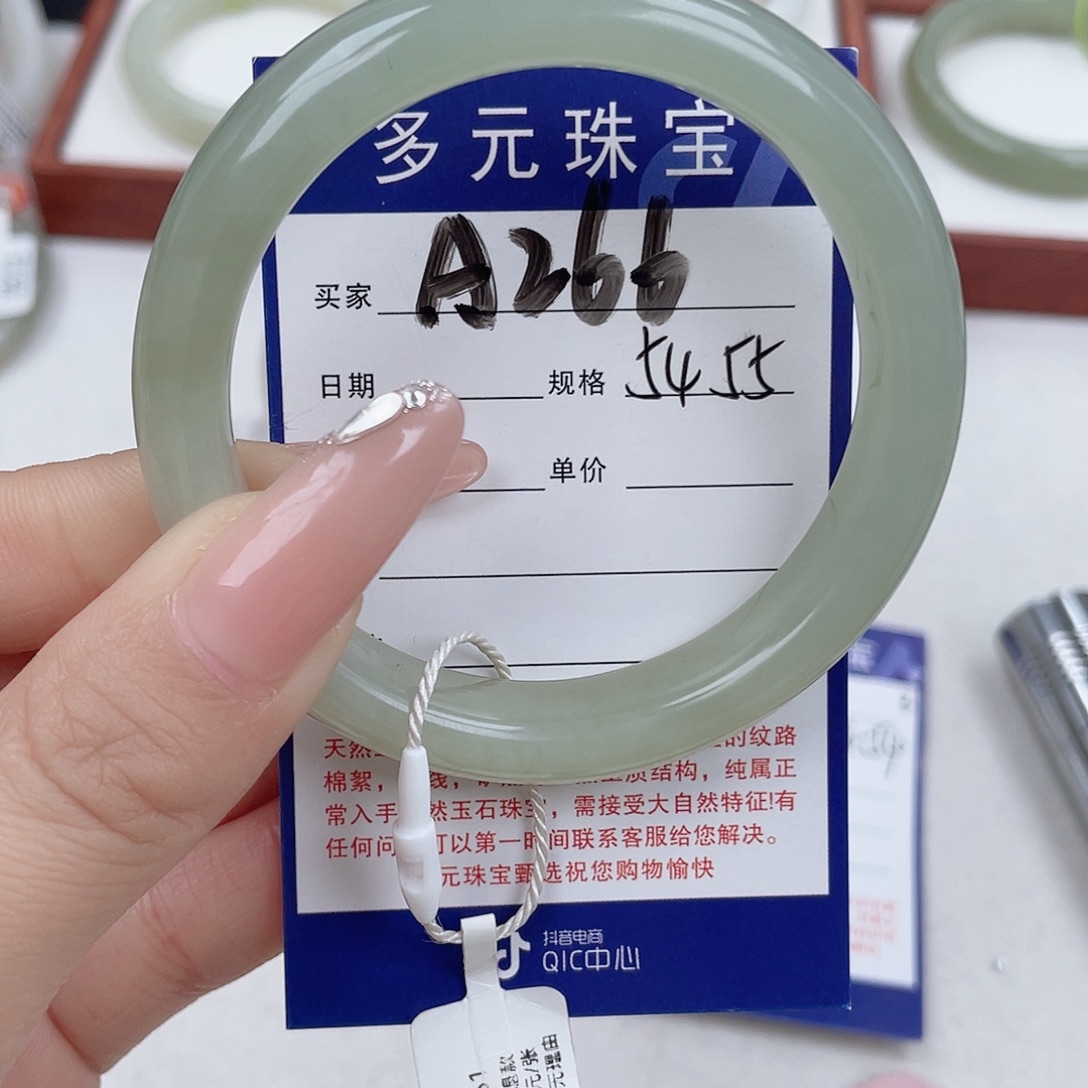 多元珠宝
买家 A266
日期 规格 5455
单价
天然 的纹路
棉絮, 质结构，纯属正
常入手 然玉石珠宝，需接受大自然特征!有
任何问 可以第一时间联系客服给您解决。
元珠宝甄选祝您购物愉快
抖音电商
QIC中心
元/张
54